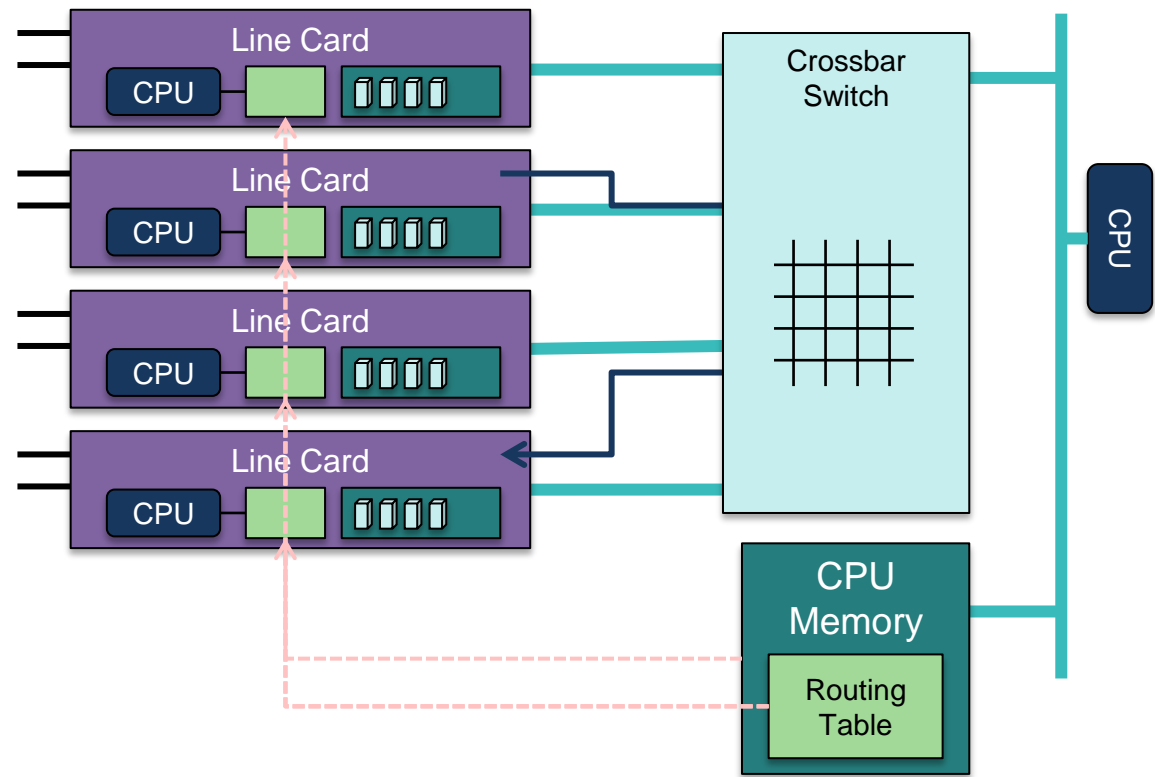 Line Card
CPU
Line Card
CPU
Line Card
CPU
Line Card
CPU
Crossbar
Switch
CPU
CPU
Memory
Routing
Table